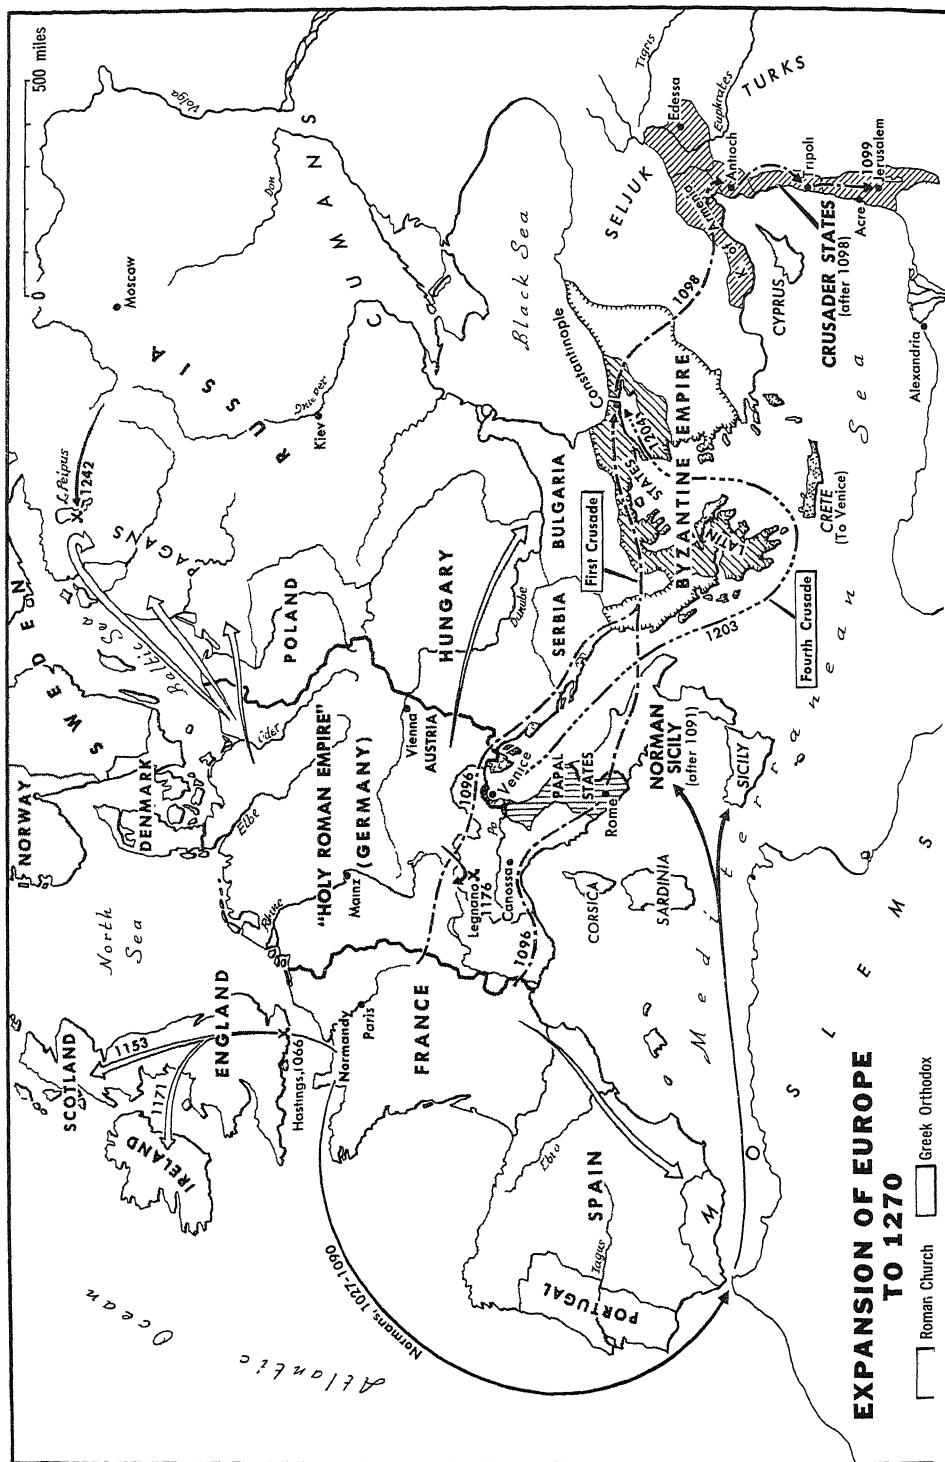 EXPANSION OF EUROPE
TO 1270
Roman Church
Greek Orthodox
0
500 miles
NORWAY
SWEDEN
DENMARK
SCOTLAND
IRELAND
ENGLAND
1153
1171
Hastings, 1066
North
Sea
Atlantic
Ocean
Baltic
Sea
L. Peipus
1242
PAGANS
Moscow
RUSSIA
Volga
Don
Dnieper
Kiev
CUMANS
POLAND
Oder
Elbe
Rhine
"HOLY ROMAN EMPIRE"
(GERMANY)
Mainz
Vienna
AUSTRIA
HUNGARY
Danube
Normandy
Paris
FRANCE
Normans, 1027-1090
SPAIN
PORTUGAL
Ebro
Tagus
M
1096
Legnano
1176
Canossa
1096
Po
Venice
PAPAL
STATES
Rome
CORSICA
SARDINIA
NORMAN
SICILY
(after 1091)
SICILY
SERBIA
BULGARIA
First Crusade
Fourth Crusade
1203
BYZANTINE EMPIRE
LATIN
STATES
(1204)
Constantinople
Black Sea
1098
SELJUK
TURKS
Tigris
Euphrates
Edessa
K. of Armenia
Antioch
Tripoli
1099
Jerusalem
Acre
CRUSADER STATES
(after 1098)
CYPRUS
CRETE
(To Venice)
Alexandria
Mediterranean Sea
MOSLEMS